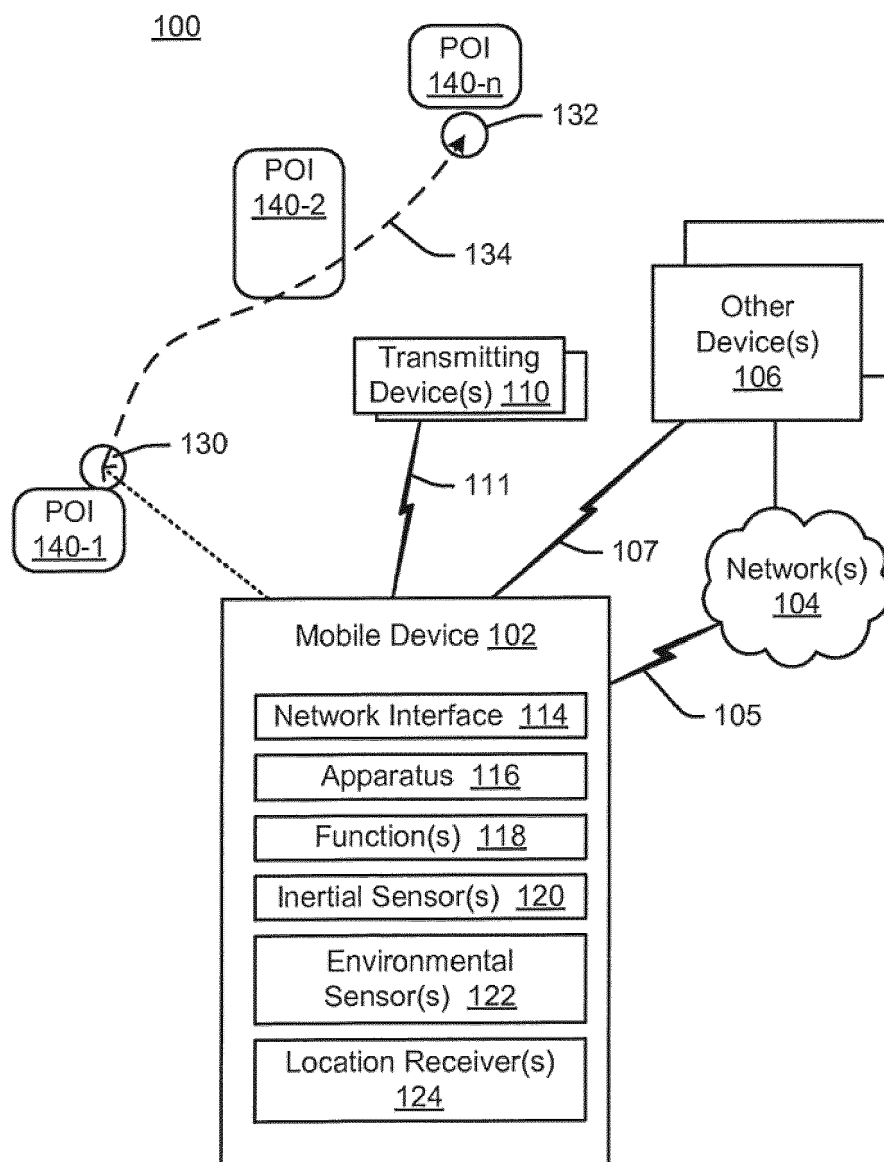 100
POI
140-n
132
POI
140-2
134
Other
Device(s)
106
Transmitting
Device(s) 110
130
111
POI
140-1
107
Network(s)
104
Mobile Device 102
105
Network Interface 114
Apparatus 116
Function(s) 118
Inertial Sensor(s) 120
Environmental
Sensor(s) 122
Location Receiver(s)
124